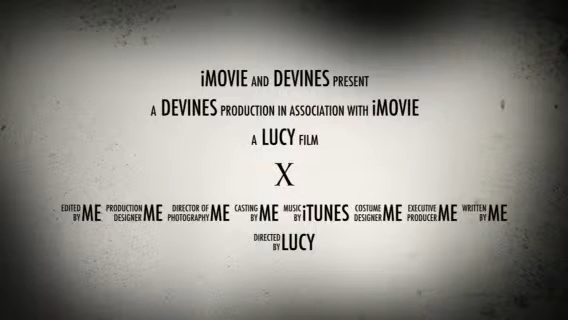 iMOVIE AND DEVINES PRESENT
A DEVINES PRODUCTION IN ASSOCIATION WITH iMOVIE
A LUCY FILM
X
EDITED BY ME PRODUCTION DESIGNER ME DIRECTOR OF PHOTOGRAPHY ME CASTING BY ME MUSIC BY iTUNES COSTUME DESIGNER ME EXECUTIVE PRODUCER ME WRITTEN BY ME
DIRECTED BY LUCY